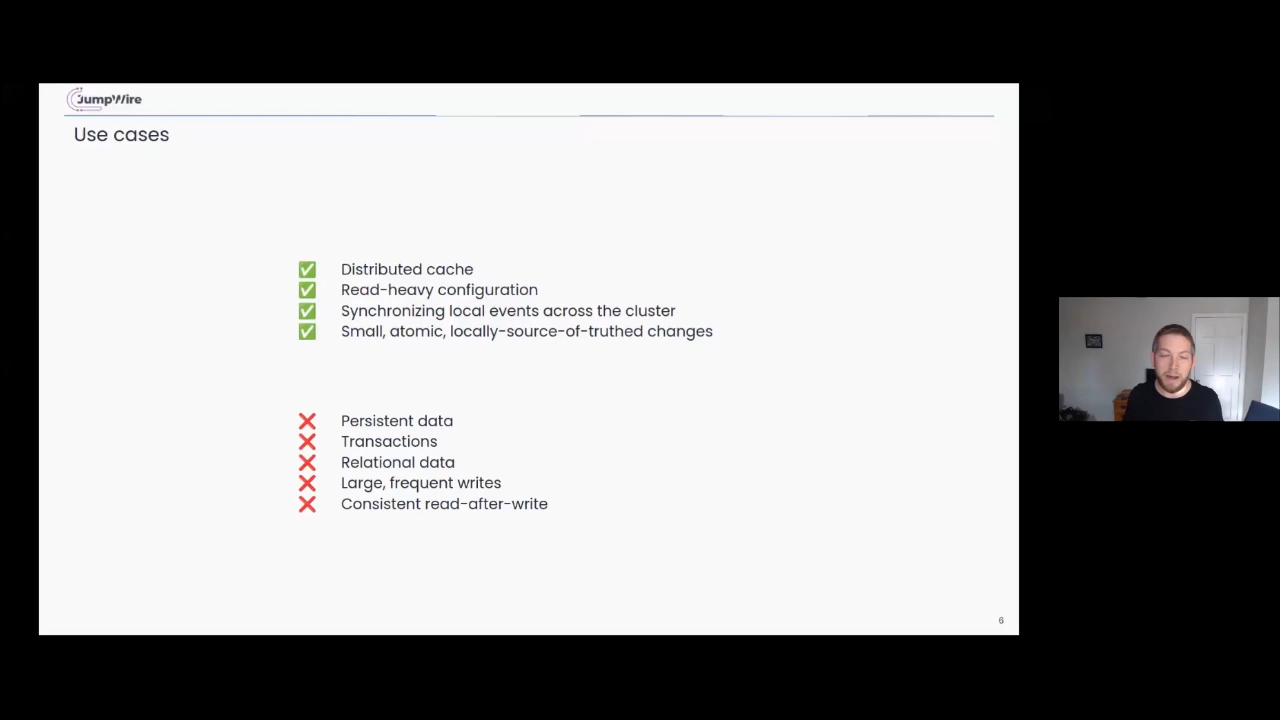 JumpWire
Use cases
✅ Distributed cache
✅ Read-heavy configuration
✅ Synchronizing local events across the cluster
✅ Small, atomic, locally-source-of-truthed changes
❌ Persistent data
❌ Transactions
❌ Relational data
❌ Large, frequent writes
❌ Consistent read-after-write
6